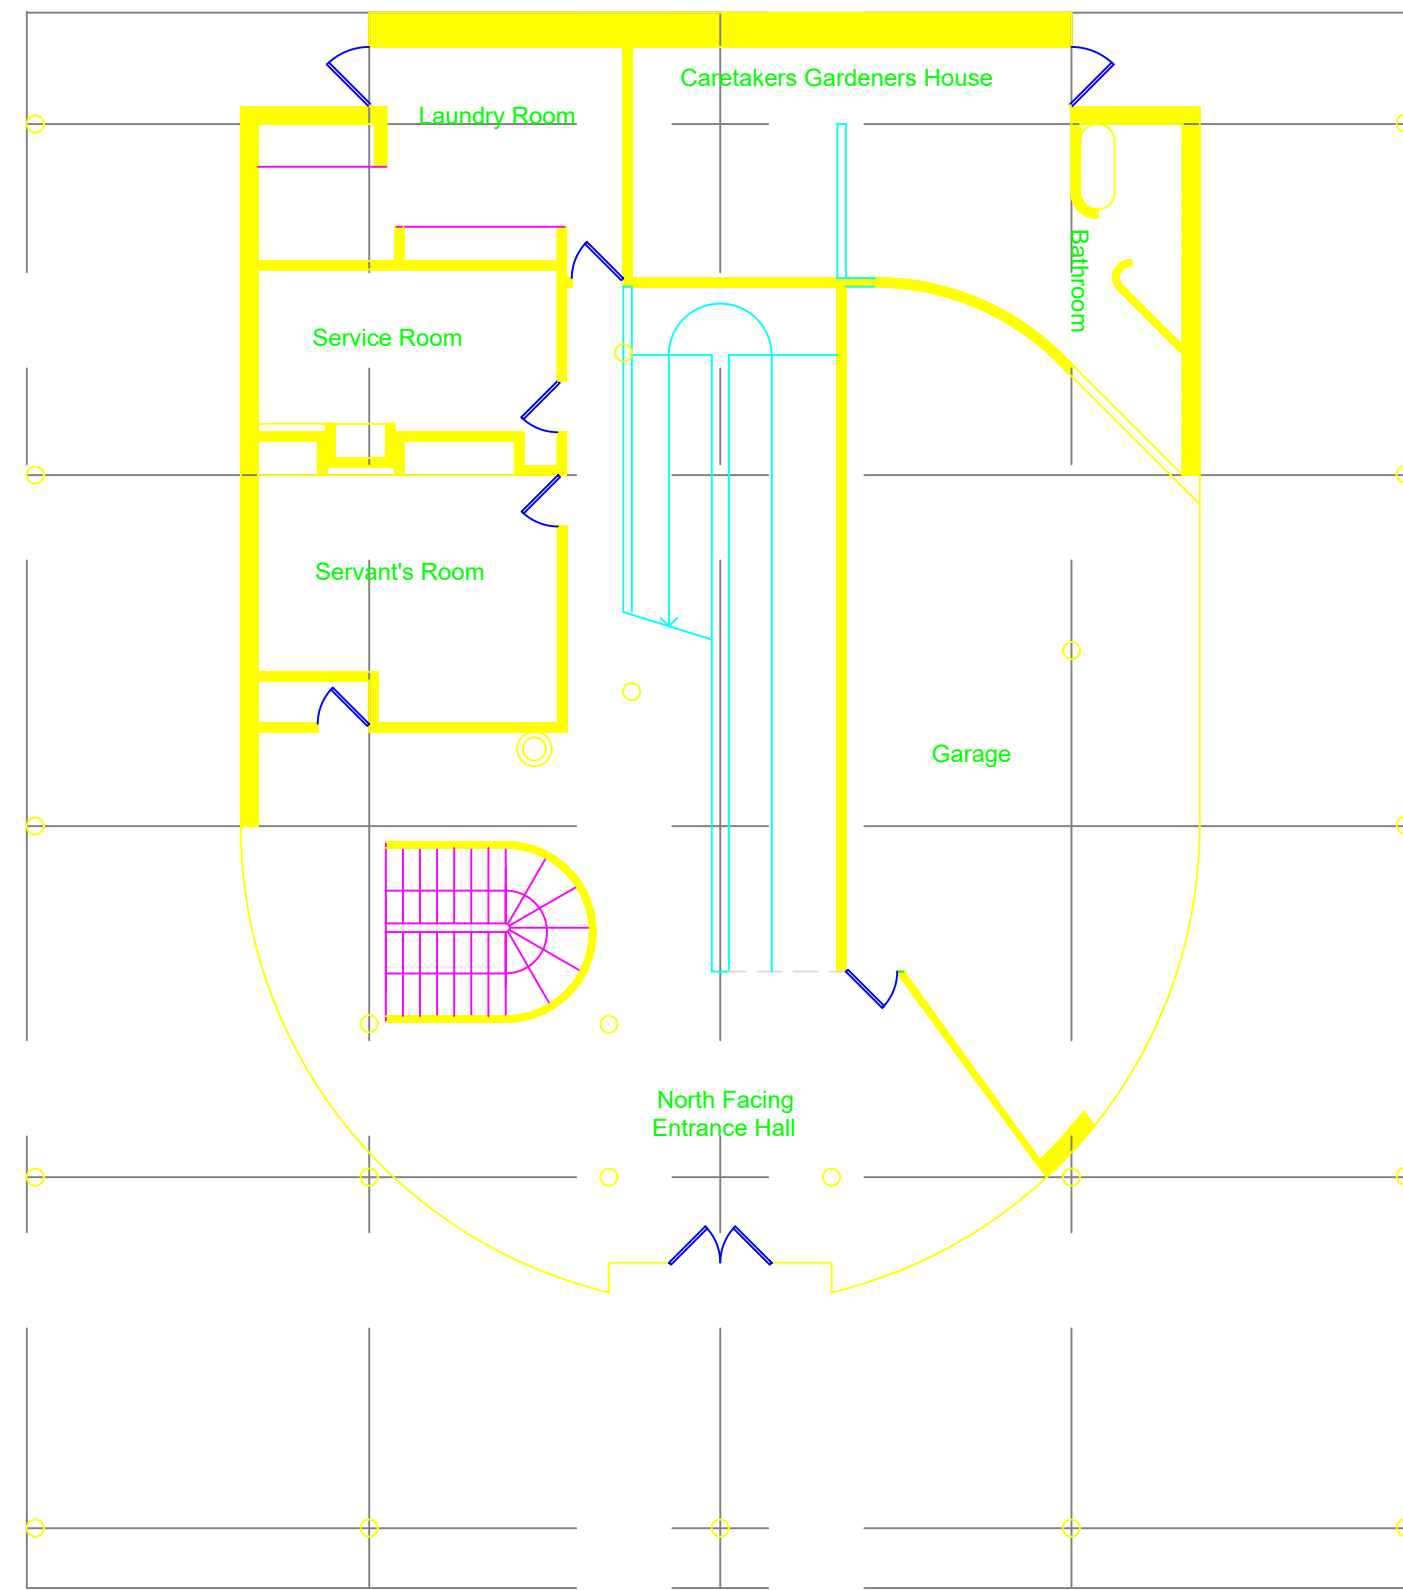 Caretakers Gardeners House
Laundry Room
Bathroom
Service Room
Servant's Room
Garage
North Facing
Entrance Hall